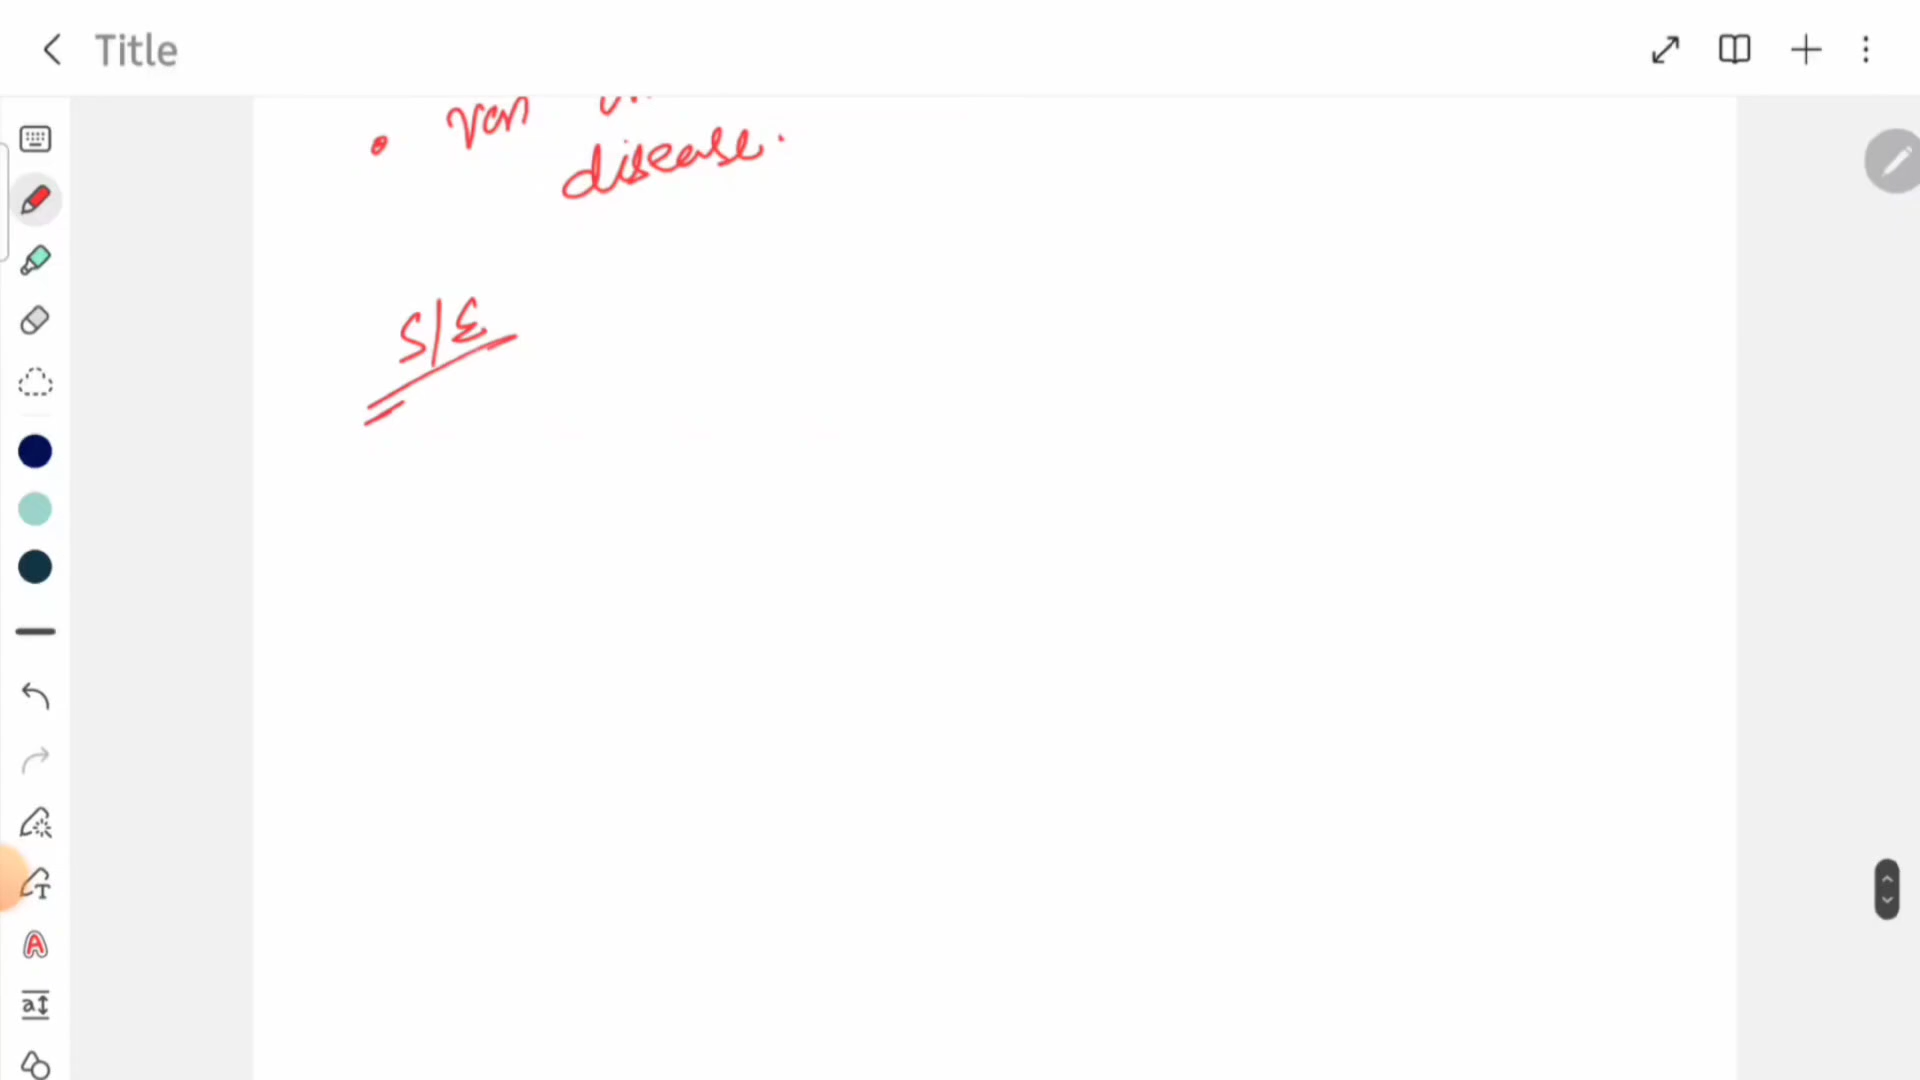 Title
• Von
disease.
S/E